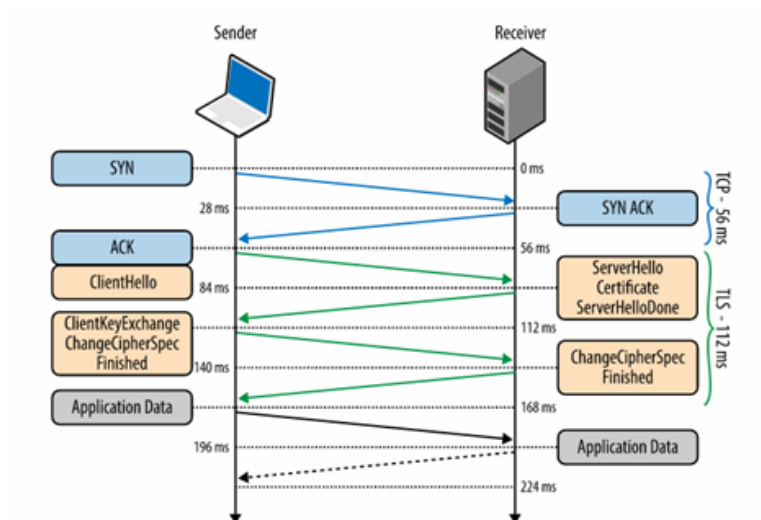 Sender
Receiver
SYN
0 ms
28 ms
SYN ACK
TCP - 56 ms
ACK
56 ms
ClientHello
84 ms
ServerHello
Certificate
ServerHelloDone
TLS - 112 ms
ClientKeyExchange
ChangeCipherSpec
Finished
112 ms
140 ms
ChangeCipherSpec
Finished
Application Data
168 ms
196 ms
Application Data
224 ms